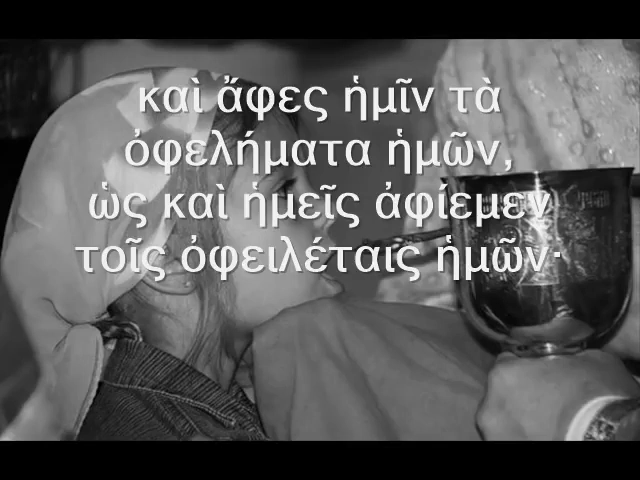 καὶ ἄφες ἡμῖν τὰ
ὀφελήματα ἡμῶν,
ὡς καὶ ἡμεῖς ἀφίεμεν
τοῖς ὀφειλέταις ἡμῶν·